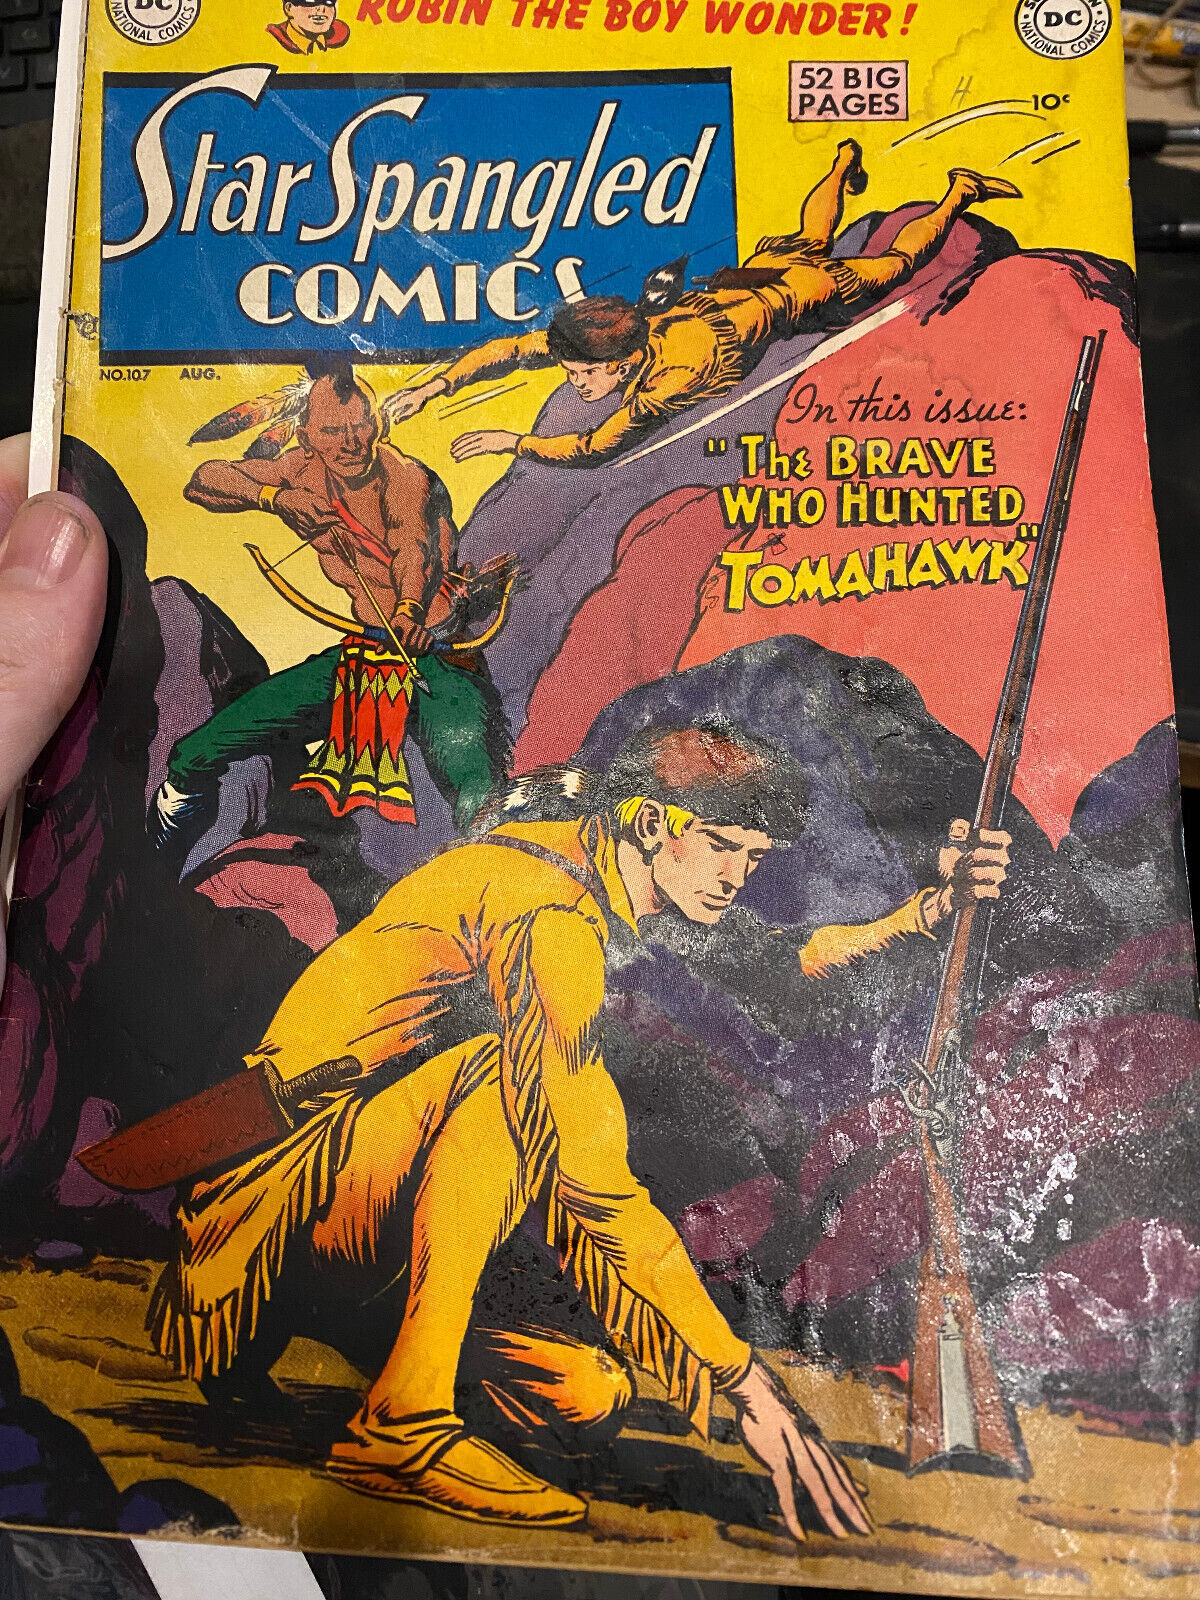 DC
NATIONAL COMICS
ROBIN THE BOY WONDER!
DC
NATIONAL COMICS
52 BIG
PAGES
H
10¢
Star Spangled
COMICS
NO.107 AUG.
In this issue:
"The BRAVE
WHO HUNTED
TOMAHAWK"